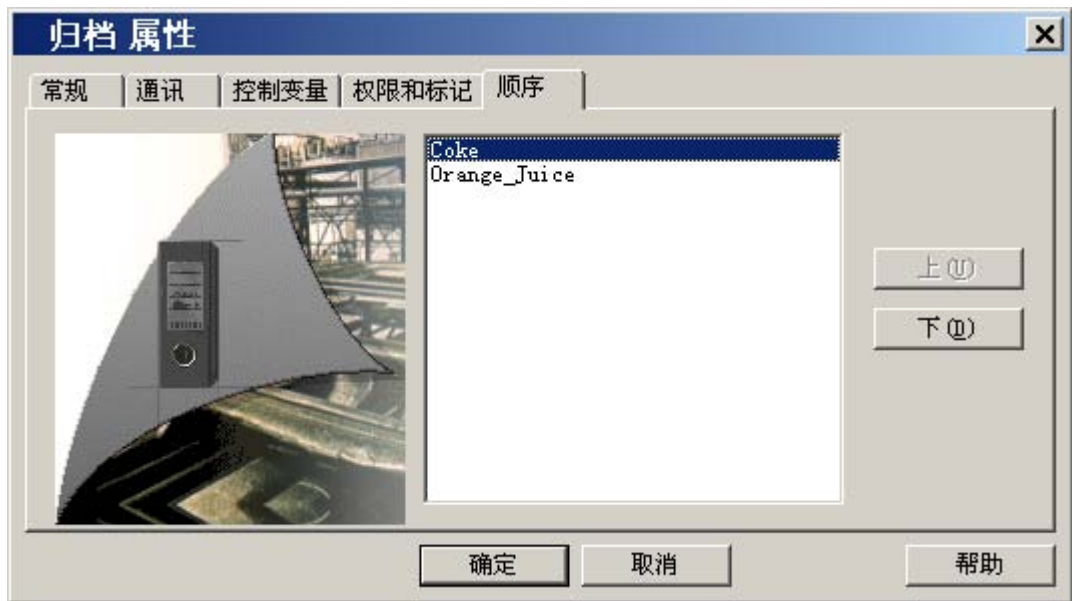 归档 属性
常规 通讯 控制变量 权限和标记 顺序
Coke
Orange_Juice
上(U)
下(D)
确定 取消 帮助